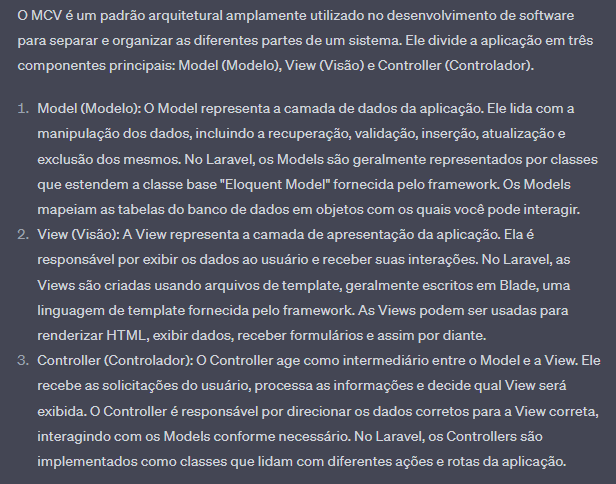 O MCV é um padrão arquitetural amplamente utilizado no desenvolvimento de software
para separar e organizar as diferentes partes de um sistema. Ele divide a aplicação em três
componentes principais: Model (Modelo), View (Visão) e Controller (Controlador).
1. Model (Modelo): O Model representa a camada de dados da aplicação. Ele lida com a
manipulação dos dados, incluindo a recuperação, validação, inserção, atualização e
exclusão dos mesmos. No Laravel, os Models são geralmente representados por classes
que estendem a classe base "Eloquent Model" fornecida pelo framework. Os Models
mapeiam as tabelas do banco de dados em objetos com os quais você pode interagir.
2. View (Visão): A View representa a camada de apresentação da aplicação. Ela é
responsável por exibir os dados ao usuário e receber suas interações. No Laravel, as
Views são criadas usando arquivos de template, geralmente escritos em Blade, uma
linguagem de template fornecida pelo framework. As Views podem ser usadas para
renderizar HTML, exibir dados, receber formulários e assim por diante.
3. Controller (Controlador): O Controller age como intermediário entre o Model e a View. Ele
recebe as solicitações do usuário, processa as informações e decide qual View será
exibida. O Controller é responsável por direcionar os dados corretos para a View correta,
interagindo com os Models conforme necessário. No Laravel, os Controllers são
implementados como classes que lidam com diferentes ações e rotas da aplicação.